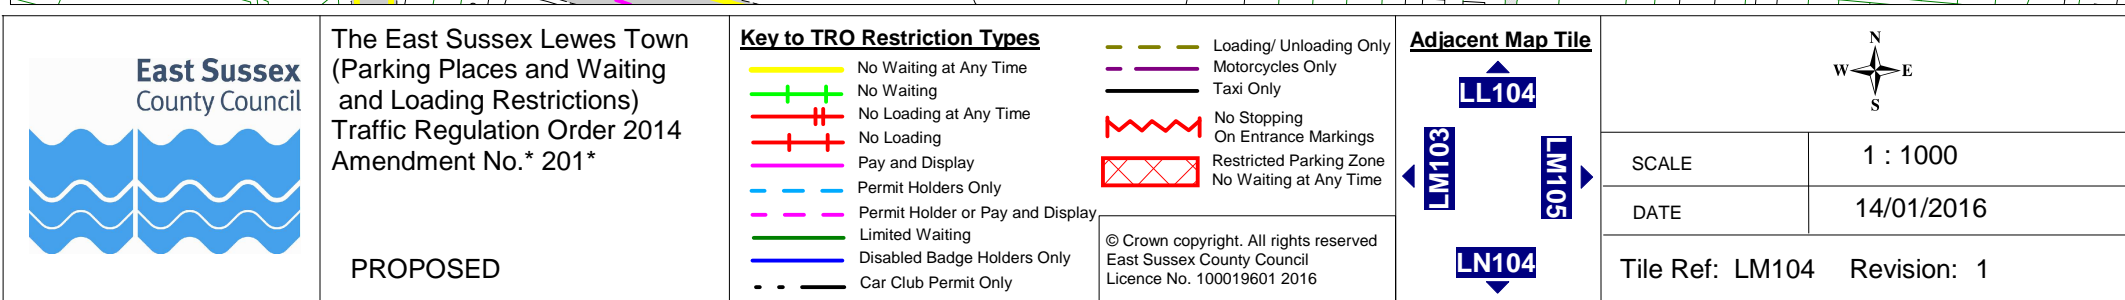 East Sussex
County Council
The East Sussex Lewes Town
(Parking Places and Waiting
and Loading Restrictions)
Traffic Regulation Order 2014
Amendment No.* 201*
PROPOSED
Key to TRO Restriction Types
No Waiting at Any Time
No Waiting
No Loading at Any Time
No Loading
Pay and Display
Permit Holders Only
Permit Holder or Pay and Display
Limited Waiting
Disabled Badge Holders Only
Car Club Permit Only
Loading/ Unloading Only
Motorcycles Only
Taxi Only
No Stopping
On Entrance Markings
Restricted Parking Zone
No Waiting at Any Time
© Crown copyright. All rights reserved
East Sussex County Council
Licence No. 100019601 2016
Adjacent Map Tile
LL104
LM103
LM105
LN104
N
W E
S
SCALE 1 : 1000
DATE 14/01/2016
Tile Ref: LM104 Revision: 1